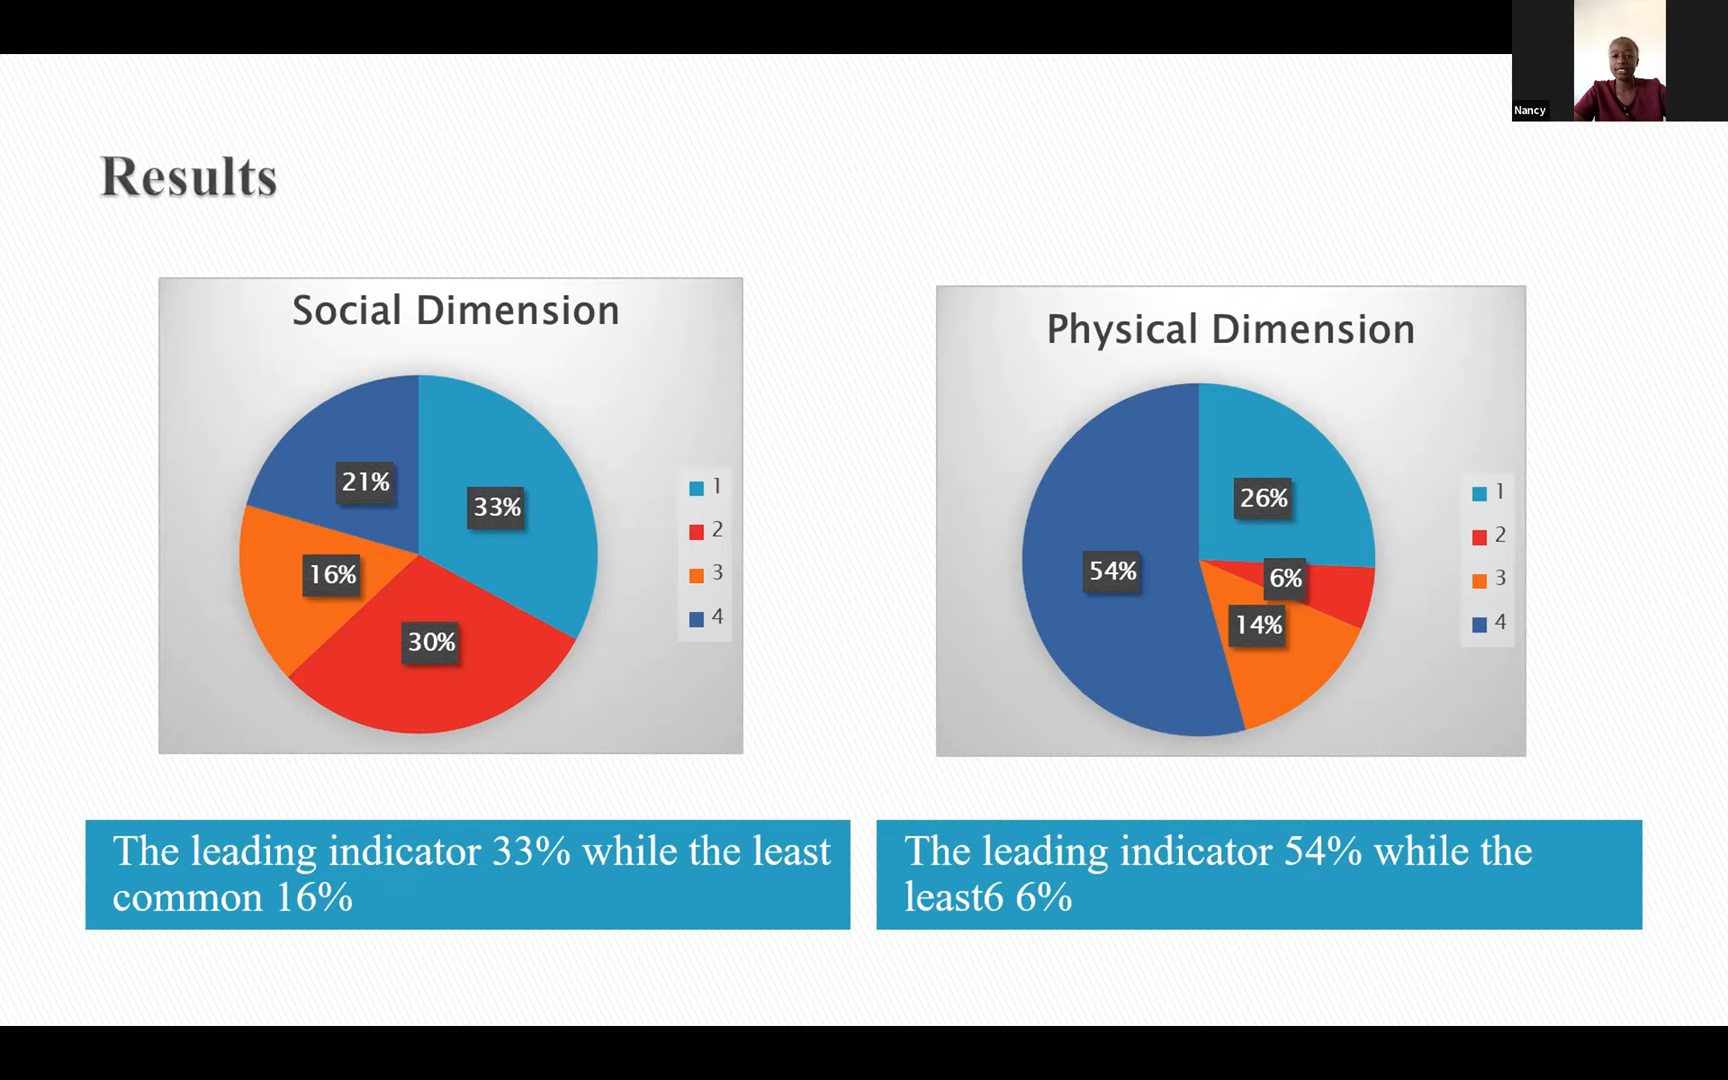 Nancy
Results
Social Dimension
33%
30%
16%
21%
1
2
3
4
Physical Dimension
26%
6%
14%
54%
1
2
3
4
The leading indicator 33% while the least
common 16%
The leading indicator 54% while the
least6 6%